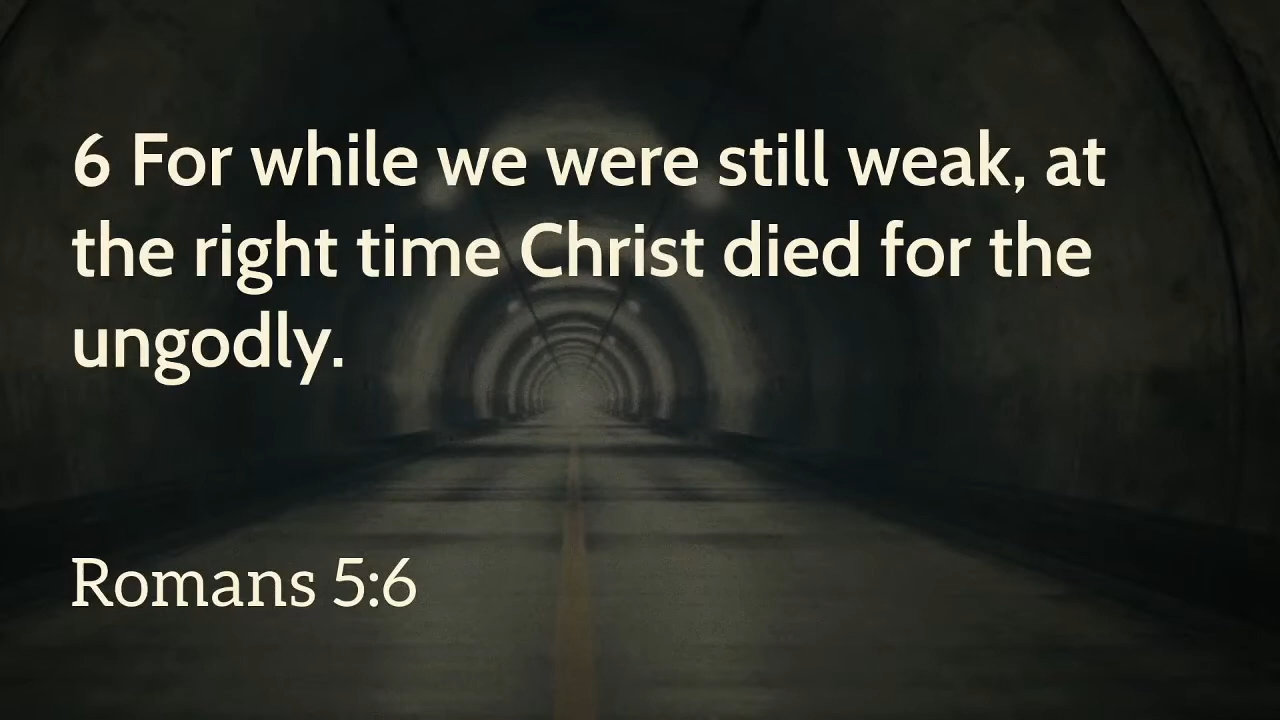 6 For while we were still weak, at
the right time Christ died for the
ungodly.
Romans 5:6